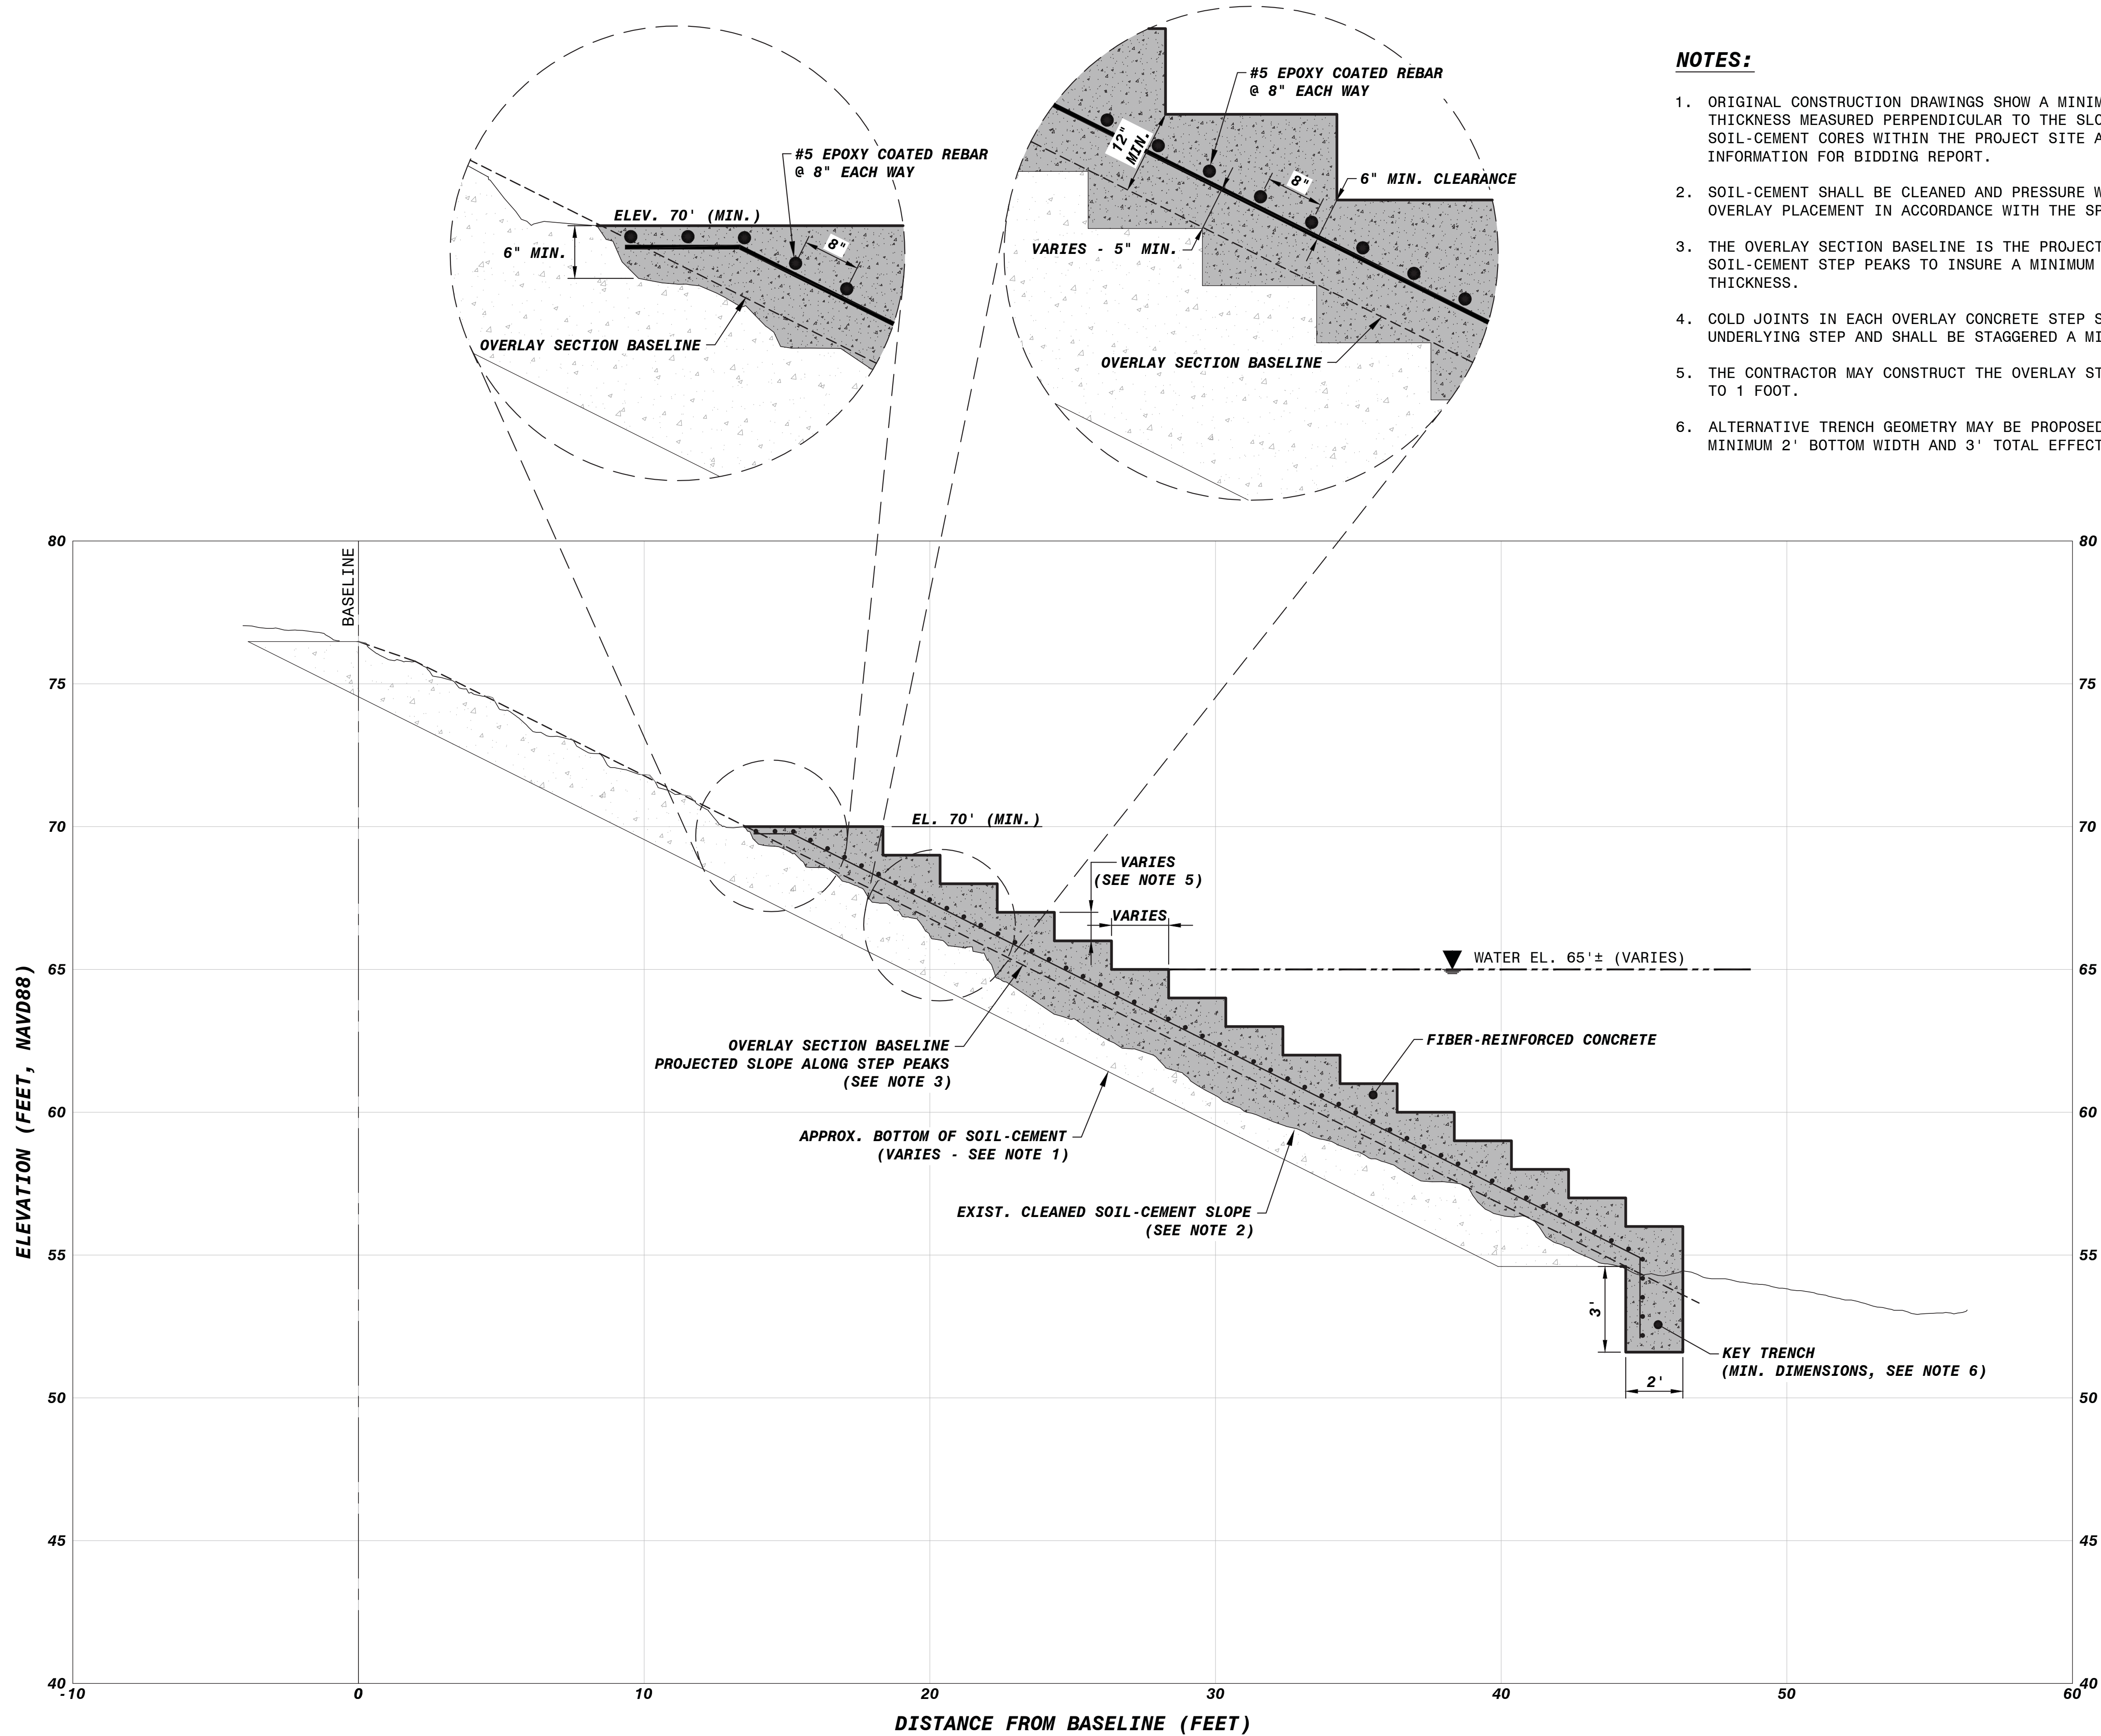 #5 EPOXY COATED REBAR
@ 8" EACH WAY
ELEV. 70' (MIN.)
6" MIN.
8"
OVERLAY SECTION BASELINE
#5 EPOXY COATED REBAR
@ 8" EACH WAY
12"
MIN.
8"
6" MIN. CLEARANCE
VARIES - 5" MIN.
OVERLAY SECTION BASELINE
NOTES:
1. ORIGINAL CONSTRUCTION DRAWINGS SHOW A
THICKNESS MEASURED PERPENDICULAR TO THE
SOIL-CEMENT CORES WITHIN THE PROJECT SITE
INFORMATION FOR BIDDING REPORT.
2. SOIL-CEMENT SHALL BE CLEANED AND PRESSURE
OVERLAY PLACEMENT IN ACCORDANCE WITH THE
3. THE OVERLAY SECTION BASELINE IS THE
SOIL-CEMENT STEP PEAKS TO INSURE A MINIMUM
THICKNESS.
4. COLD JOINTS IN EACH OVERLAY CONCRETE STEP
UNDERLYING STEP AND SHALL BE STAGGERED A
5. THE CONTRACTOR MAY CONSTRUCT THE OVERLAY
TO 1 FOOT.
6. ALTERNATIVE TRENCH GEOMETRY MAY BE
MINIMUM 2' BOTTOM WIDTH AND 3' TOTAL
80
75
70
65
60
55
50
45
40
ELEVATION (FEET, NAVD88)
BASELINE
EL. 70' (MIN.)
VARIES
(SEE NOTE 5)
VARIES
WATER EL. 65'± (VARIES)
OVERLAY SECTION BASELINE
PROJECTED SLOPE ALONG STEP PEAKS
(SEE NOTE 3)
FIBER-REINFORCED CONCRETE
APPROX. BOTTOM OF SOIL-CEMENT
(VARIES - SEE NOTE 1)
EXIST. CLEANED SOIL-CEMENT SLOPE
(SEE NOTE 2)
3'
KEY TRENCH
(MIN. DIMENSIONS, SEE NOTE 6)
2'
80
75
70
65
60
55
50
45
40
-10
0
10
20
30
40
50
60
DISTANCE FROM BASELINE (FEET)